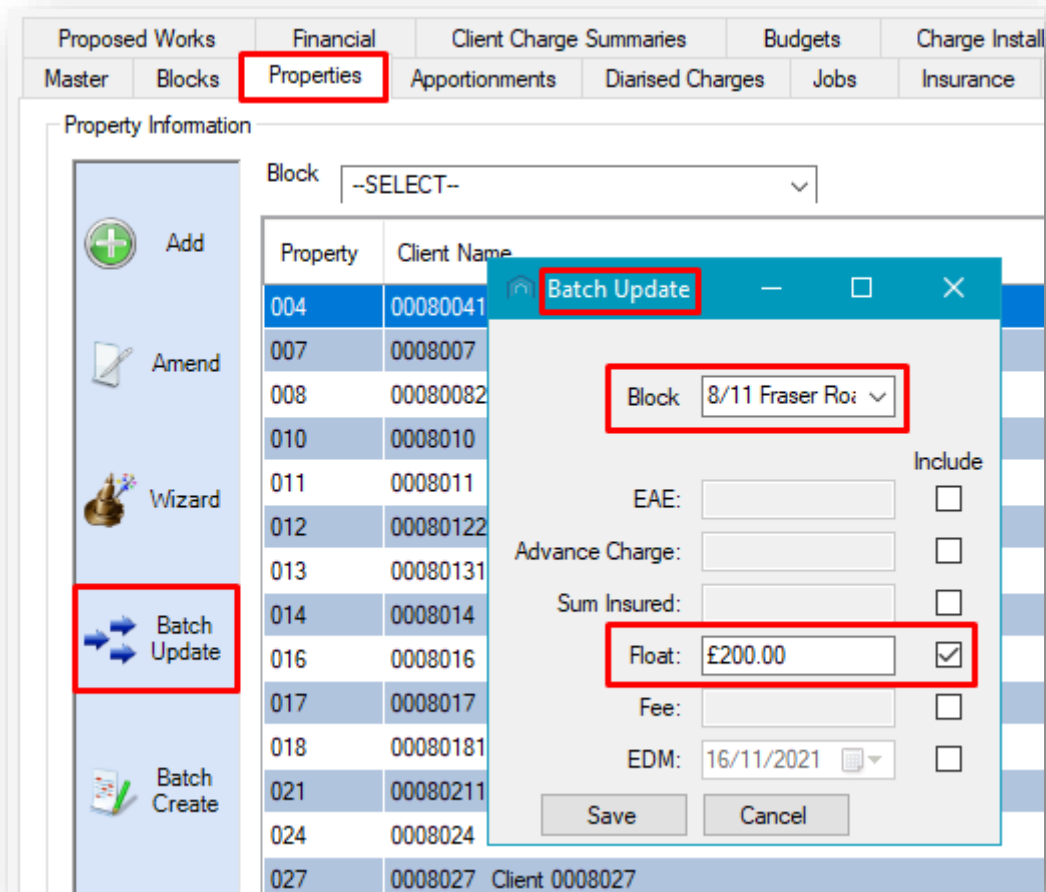 Proposed Works Financial Client Charge Summaries Budgets Charge Install
Master Blocks Properties Apportionments Diarised Charges Jobs Insurance
Property Information
Block --SELECT--
Add
Amend
Wizard
Batch Update
Batch Create
Property Client Name
004 00080041
007 0008007
008 00080082
010 0008010
011 0008011
012 00080122
013 00080131
014 0008014
016 0008016
017 0008017
018 00080181
021 00080211
024 0008024
027 0008027 Client 0008027
Batch Update
Block 8/11 Fraser Roa
Include
EAE:
Advance Charge:
Sum Insured:
Float: £200.00
Fee:
EDM: 16/11/2021
Save Cancel